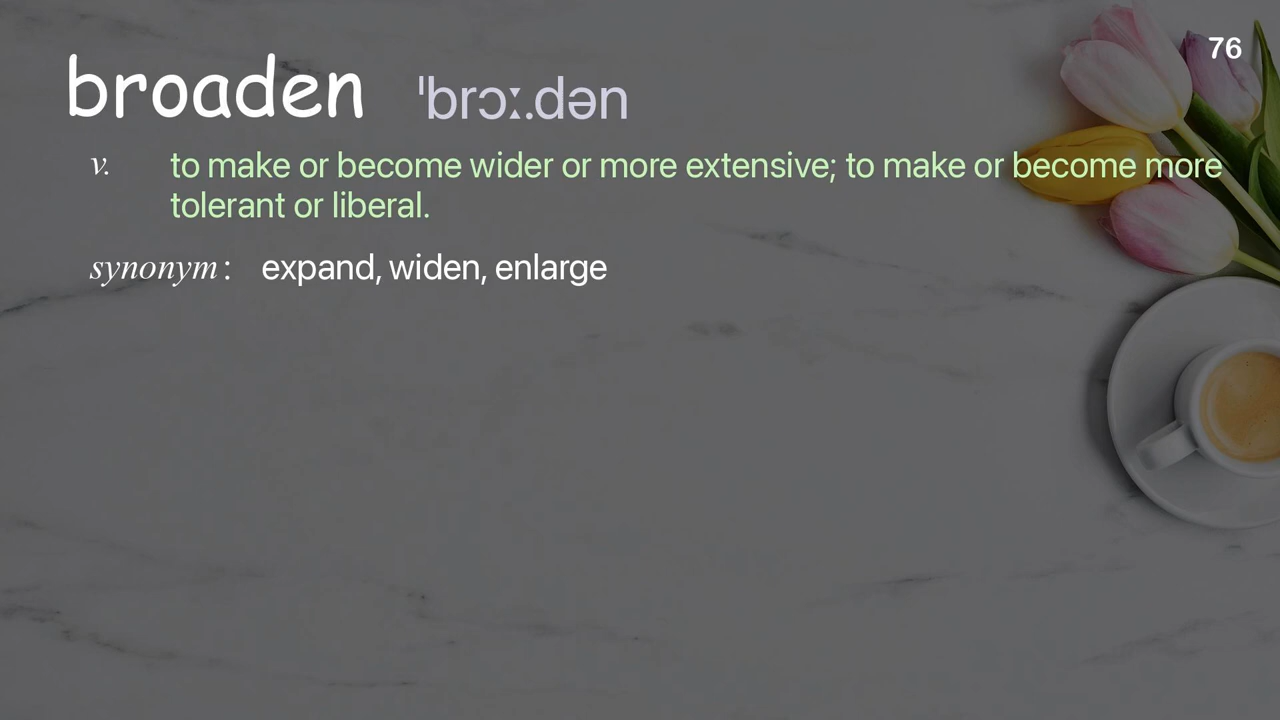 76
broaden ˈbrɔː.dən
v. to make or become wider or more extensive; to make or become more
tolerant or liberal.
synonym: expand, widen, enlarge